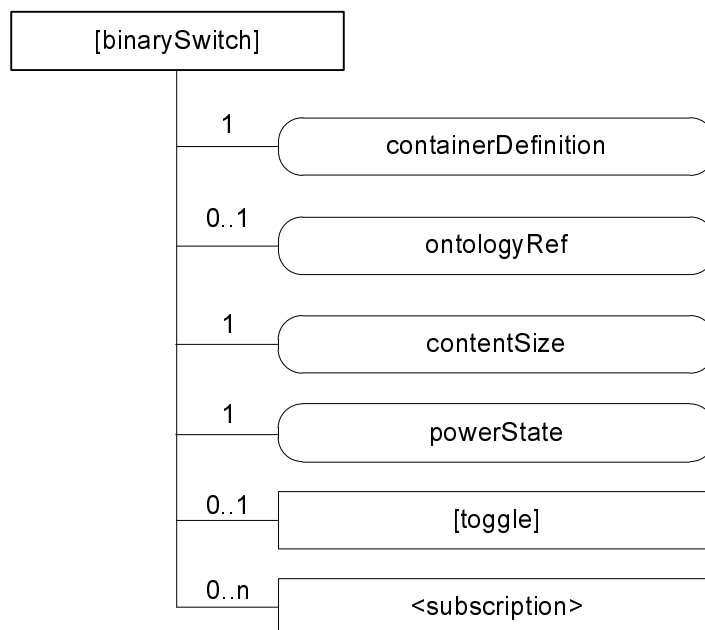 [binarySwitch]
1
containerDefinition
0..1
ontologyRef
1
contentSize
1
powerState
0..1
[toggle]
0..n
<subscription>